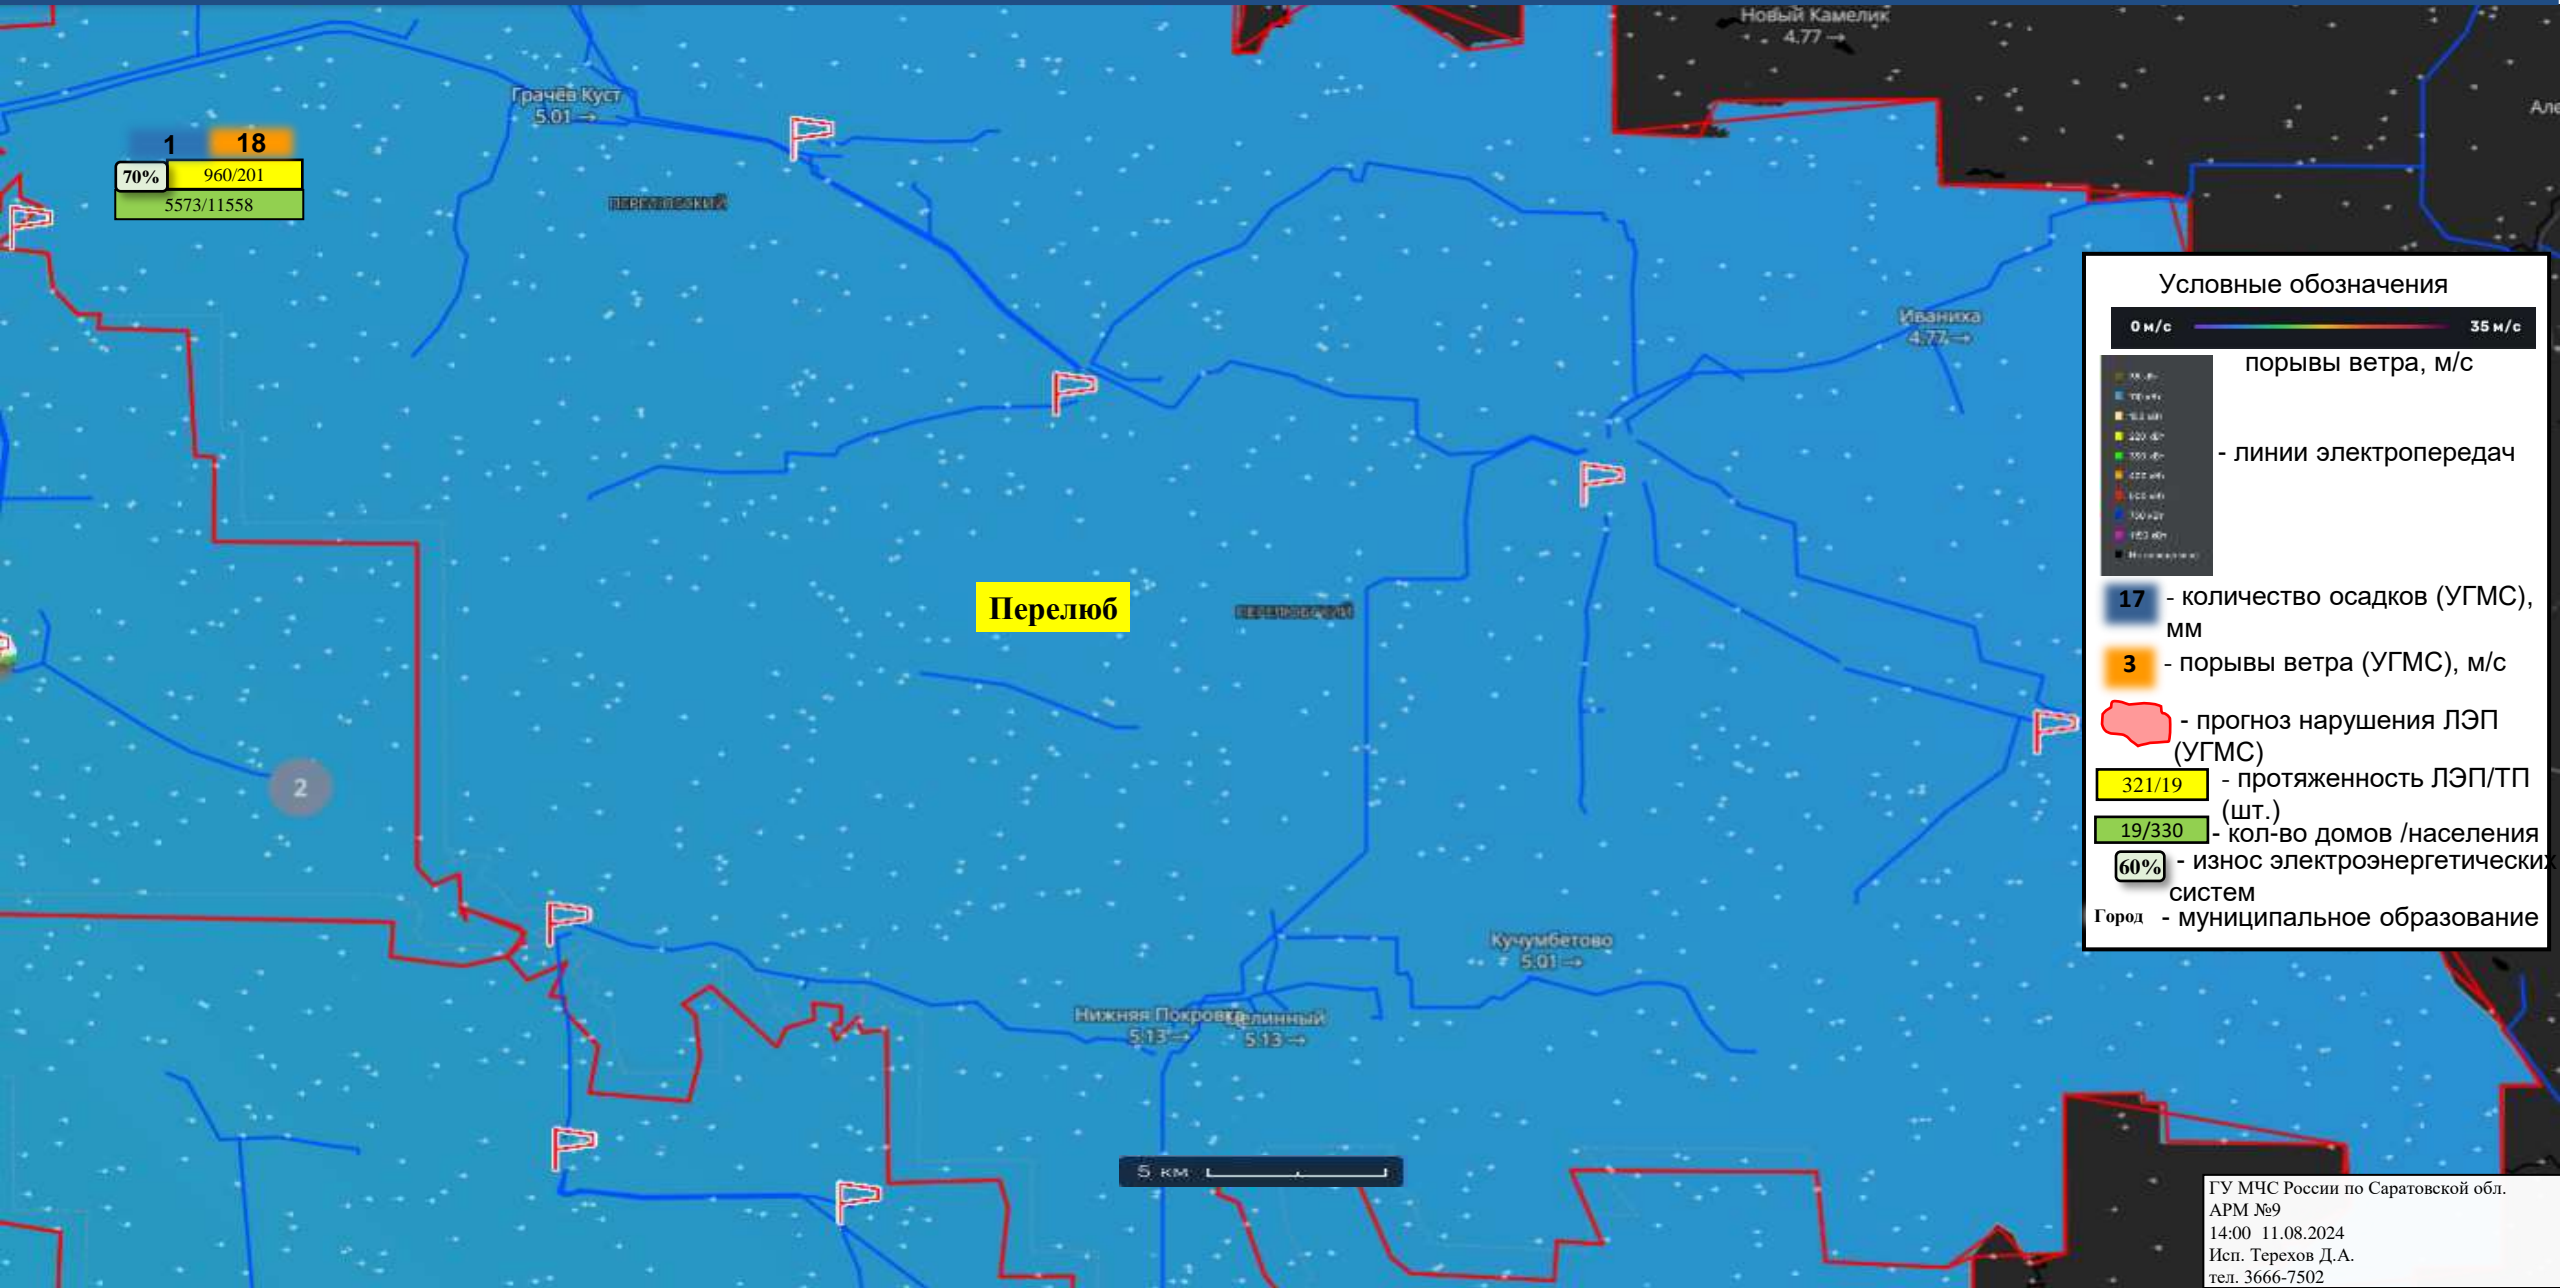 Новый Камелик
4.77 →
Але
Грачёв Куст
5.01 →
1 18
70% 960/201
5573/11558
Иваниха
4.77 →
Перелюб
ПЕРЕЛЮБСКИЙ
2
Кучумбетово
5.01 →
Нижняя Покровка
5.13 →
Целинный
5.13 →
5 км
Условные обозначения
0 м/с 35 м/с
порывы ветра, м/с
- линии электропередач
17 - количество осадков (УГМС),
мм
3 - порывы ветра (УГМС), м/с
- прогноз нарушения ЛЭП
(УГМС)
321/19 - протяженность ЛЭП/ТП
(шт.)
19/330 - кол-во домов /населения
60% - износ электроэнергетических
систем
Город - муниципальное образование
ГУ МЧС России по Саратовской обл.
АРМ №9
14:00 11.08.2024
Исп. Терехов Д.А.
тел. 3666-7502